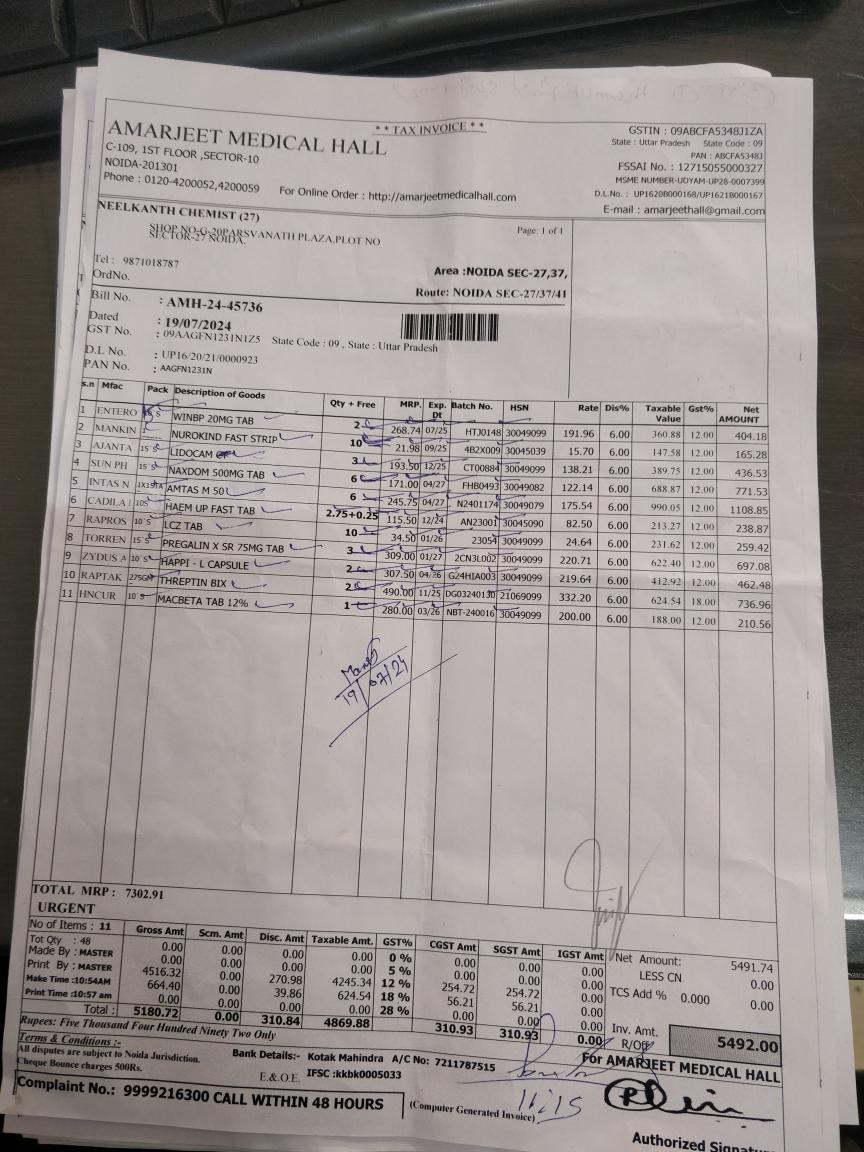 ** TAX INVOICE **
AMARJEET MEDICAL HALL
C-109, 1ST FLOOR ,SECTOR-10
NOIDA-201301
Phone : 0120-4200052,4200059
For Online Order : http://amarjeetmedicalhall.com
GSTIN : 09ABCFA5348J1ZA
State : Uttar Pradesh State Code : 09
PAN : ABCFA5348J
FSSAI No. : 12715055000327
MSME NUMBER-UDYAM-UP28-0007399
D.L.No. : UP1620B000168/UP1621B000167
E-mail : amarjeethall@gmail.com
NEELKANTH CHEMIST (27)
SHOP NO-G-20PARSVANATH PLAZA,PLOT NO
SECTOR-27 NOIDA.
Page: 1 of 1
Tel : 9871018787
OrdNo.
Area :NOIDA SEC-27,37,
Route: NOIDA SEC-27/37/41
Bill No. : AMH-24-45736
Dated : 19/07/2024
GST No. : 09AAGFN1231N1Z5 State Code : 09 , State : Uttar Pradesh
D.L No. : UP16/20/21/0000923
PAN No. : AAGFN1231N
s.n Mfac Pack Description of Goods Qty + Free MRP. Exp. Dt Batch No. HSN Rate Dis% Taxable Value Gst% Net AMOUNT
1 ENTERO WINBP 20MG TAB 2 268.74 07/25 HTJ0148 30049099 191.96 6.00 360.88 12.00 404.18
2 MANKIN NUROKIND FAST STRIP 10 21.98 09/25 4B2X009 30045039 15.70 6.00 147.58 12.00 165.28
3 AJANTA 15'S LIDOCAM 3 193.50 12/25 CT00884 30049099 138.21 6.00 389.75 12.00 436.53
4 SUN PH 15'S NAXDOM 500MG TAB 6 171.00 04/27 FHB0493 30049082 122.14 6.00 688.87 12.00 771.53
5 INTAS N AMTAS M 50 6 245.75 04/27 N2401174 30049079 175.54 6.00 990.05 12.00 1108.85
6 CADILA I 10S HAEM UP FAST TAB 2.75+0.25 115.50 12/24 AN23001 30045090 82.50 6.00 213.27 12.00 238.87
7 RAPROS 10'S LCZ TAB 10 34.50 01/26 23054 30049099 24.64 6.00 231.62 12.00 259.42
8 TORREN 15'S PREGALIN X SR 75MG TAB 3 309.00 01/27 2CN3L002 30049099 220.71 6.00 622.40 12.00 697.08
9 ZYDUS A 10'S HAPPI - L CAPSULE 2 307.50 04/26 G24HIA003 30049099 219.64 6.00 412.92 12.00 462.48
10 RAPTAK 275GM THREPTIN BIX 2 490.00 11/25 DG03240130 21069099 332.20 6.00 624.54 18.00 736.96
11 HNCUR 10'S MACBETA TAB 12% 1 280.00 03/26 NBT-240016 30049099 200.00 6.00 188.00 12.00 210.56
19/07/24
TOTAL MRP : 7302.91
URGENT
No of Items : 11
Tot Qty : 48
Made By : MASTER
Print By : MASTER
Make Time :10:54AM
Print Time :10:57 am
Gross Amt Scm. Amt Disc. Amt Taxable Amt. GST% CGST Amt SGST Amt IGST Amt
0.00 0.00 0.00 0.00 0 % 0.00 0.00 0.00
0.00 0.00 0.00 0.00 5 % 0.00 0.00 0.00
4516.32 0.00 270.98 4245.34 12 % 254.72 254.72 0.00
664.40 0.00 39.86 624.54 18 % 56.21 56.21 0.00
0.00 0.00 0.00 0.00 28 % 0.00 0.00 0.00
Total : 5180.72 0.00 310.84 4869.88 310.93 310.93 0.00
Net Amount: 5491.74
LESS CN 0.00
TCS Add % 0.000 0.00
Inv. Amt.
R/Off 5492.00
Rupees: Five Thousand Four Hundred Ninety Two Only
Terms & Conditions :-
All disputes are subject to Noida Jurisdiction.
Cheque Bounce charges 500Rs.
Bank Details:- Kotak Mahindra A/C No: 7211787515
E.&.O.E IFSC :kkbk0005033
For AMARJEET MEDICAL HALL
Complaint No.: 9999216300 CALL WITHIN 48 HOURS
(Computer Generated Invoice)
Authorized